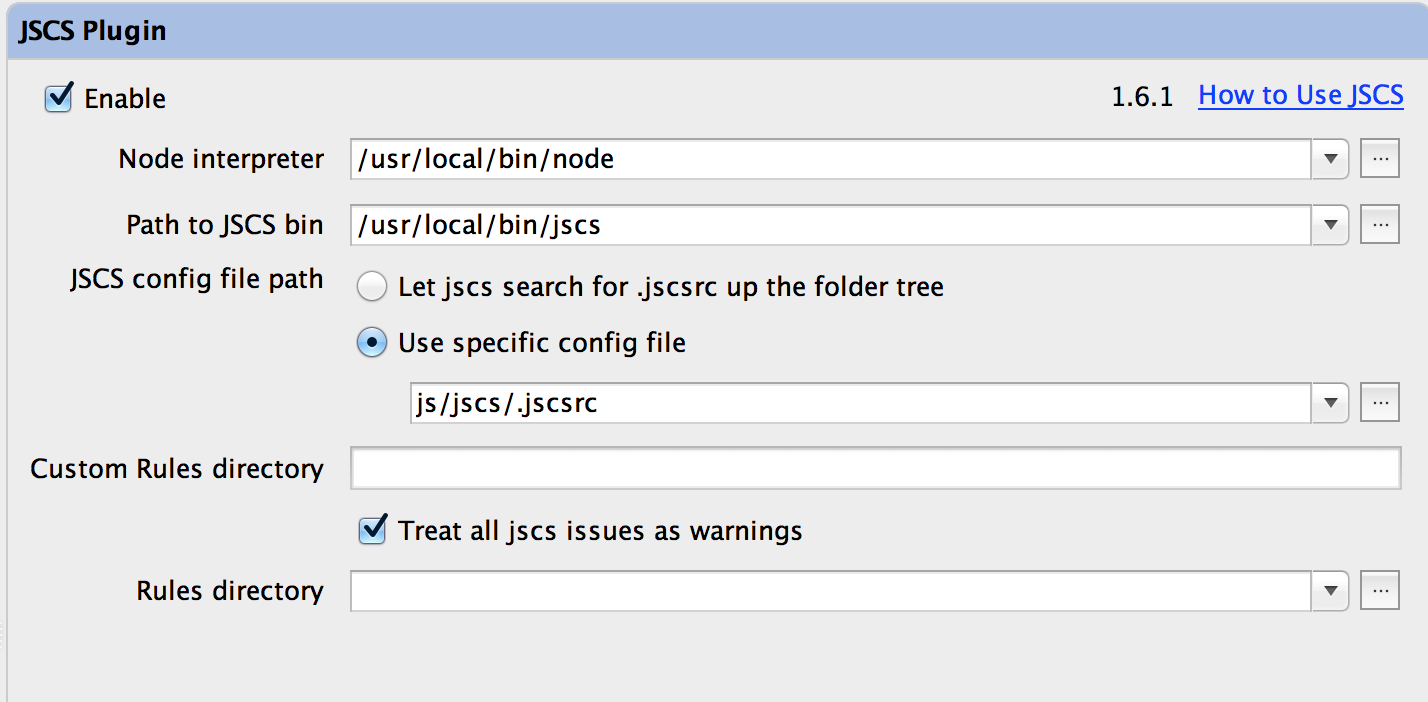 JSCS Plugin
Enable 1.6.1 How to Use JSCS
Node interpreter /usr/local/bin/node ...
Path to JSCS bin /usr/local/bin/jscs ...
JSCS config file path Let jscs search for .jscsrc up the folder tree
Use specific config file
js/jscs/.jscsrc ...
Custom Rules directory
Treat all jscs issues as warnings
Rules directory ...